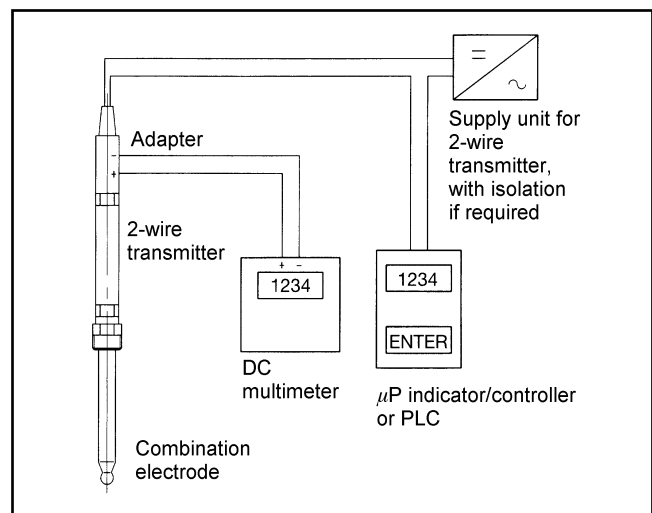 Adapter
−
+
2-wire
transmitter
Combination
electrode
+ −
1234
DC
multimeter
1234
ENTER
µP indicator/controller
or PLC
Supply unit for
2-wire
transmitter,
with isolation
if required